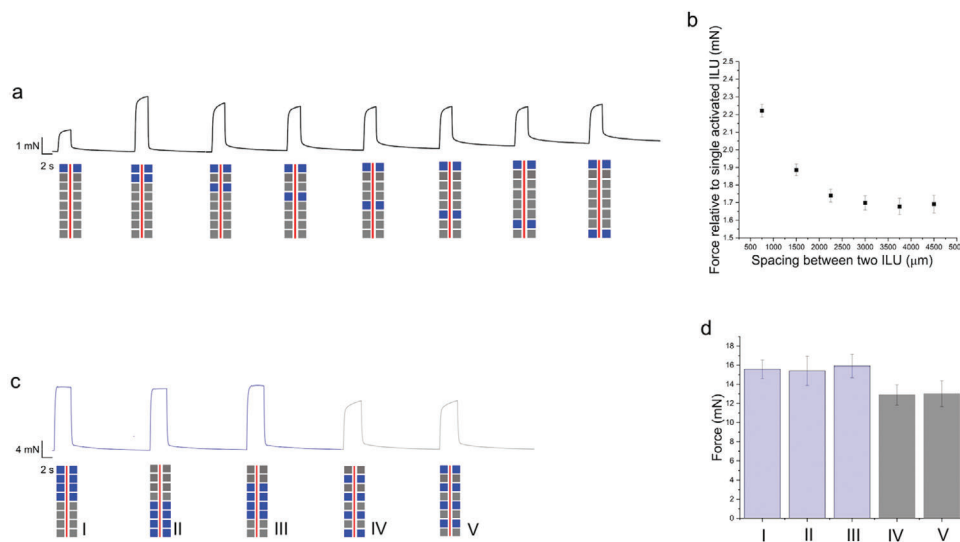 a
1 mN
2 s
b
Force relative to single activated ILU (mN)
2.5
2.4
2.3
2.2
2.1
2.0
1.9
1.8
1.7
1.6
1.5
500 1000 1500 2000 2500 3000 3500 4000 4500 500
Spacing between two ILU (μm)
c
4 mN
2 s
I II III IV V
d
Force (mN)
18
16
14
12
10
8
6
4
2
0
I II III IV V